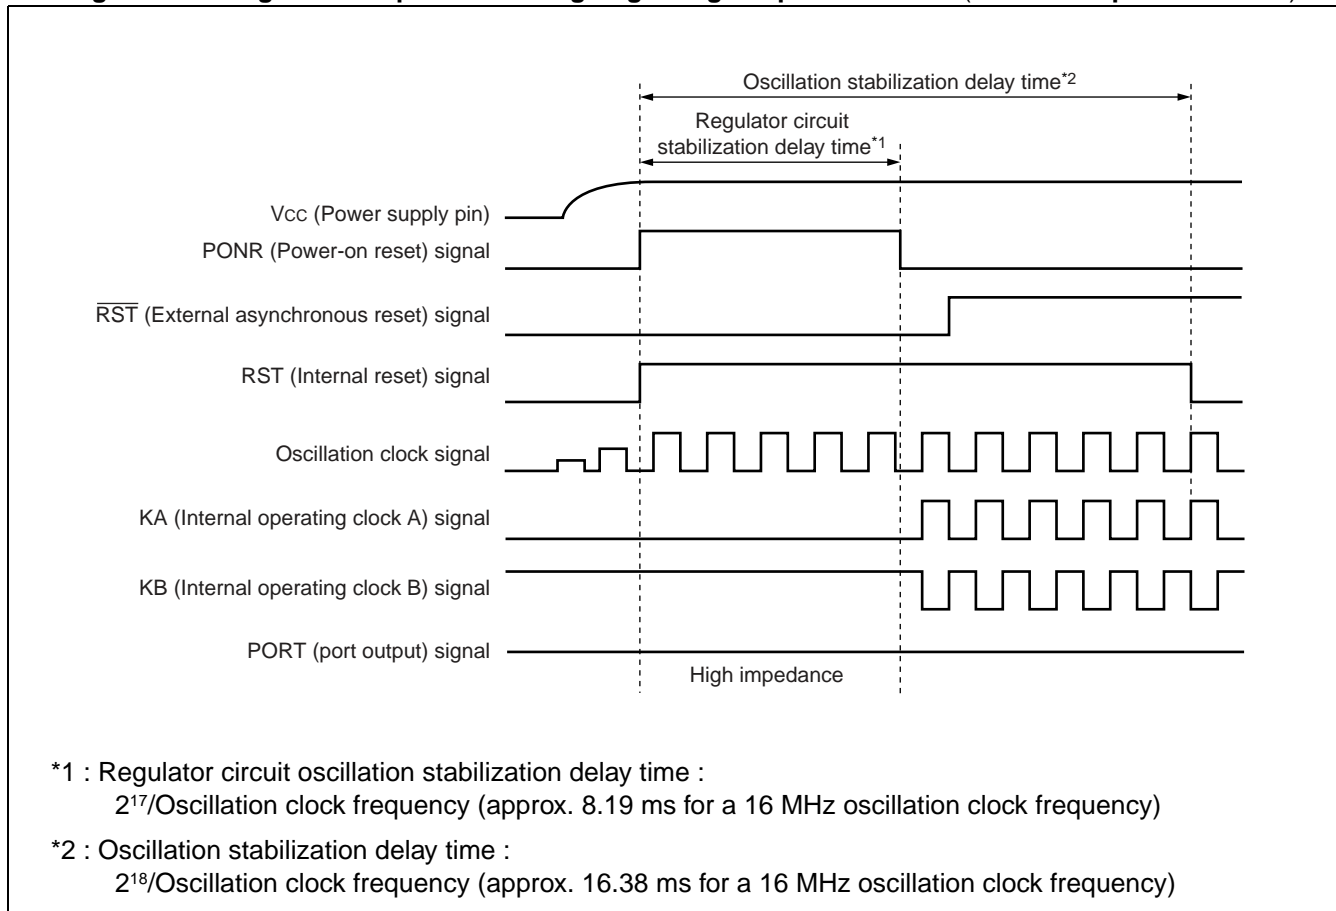 Oscillation stabilization delay time*2
Regulator circuit
stabilization delay time*1
Vcc (Power supply pin)
PONR (Power-on reset) signal
R̅S̅T̅ (External asynchronous reset) signal
RST (Internal reset) signal
Oscillation clock signal
KA (Internal operating clock A) signal
KB (Internal operating clock B) signal
PORT (port output) signal
High impedance
*1 : Regulator circuit oscillation stabilization delay time :
2¹⁷/Oscillation clock frequency (approx. 8.19 ms for a 16 MHz oscillation clock frequency)
*2 : Oscillation stabilization delay time :
2¹⁸/Oscillation clock frequency (approx. 16.38 ms for a 16 MHz oscillation clock frequency)